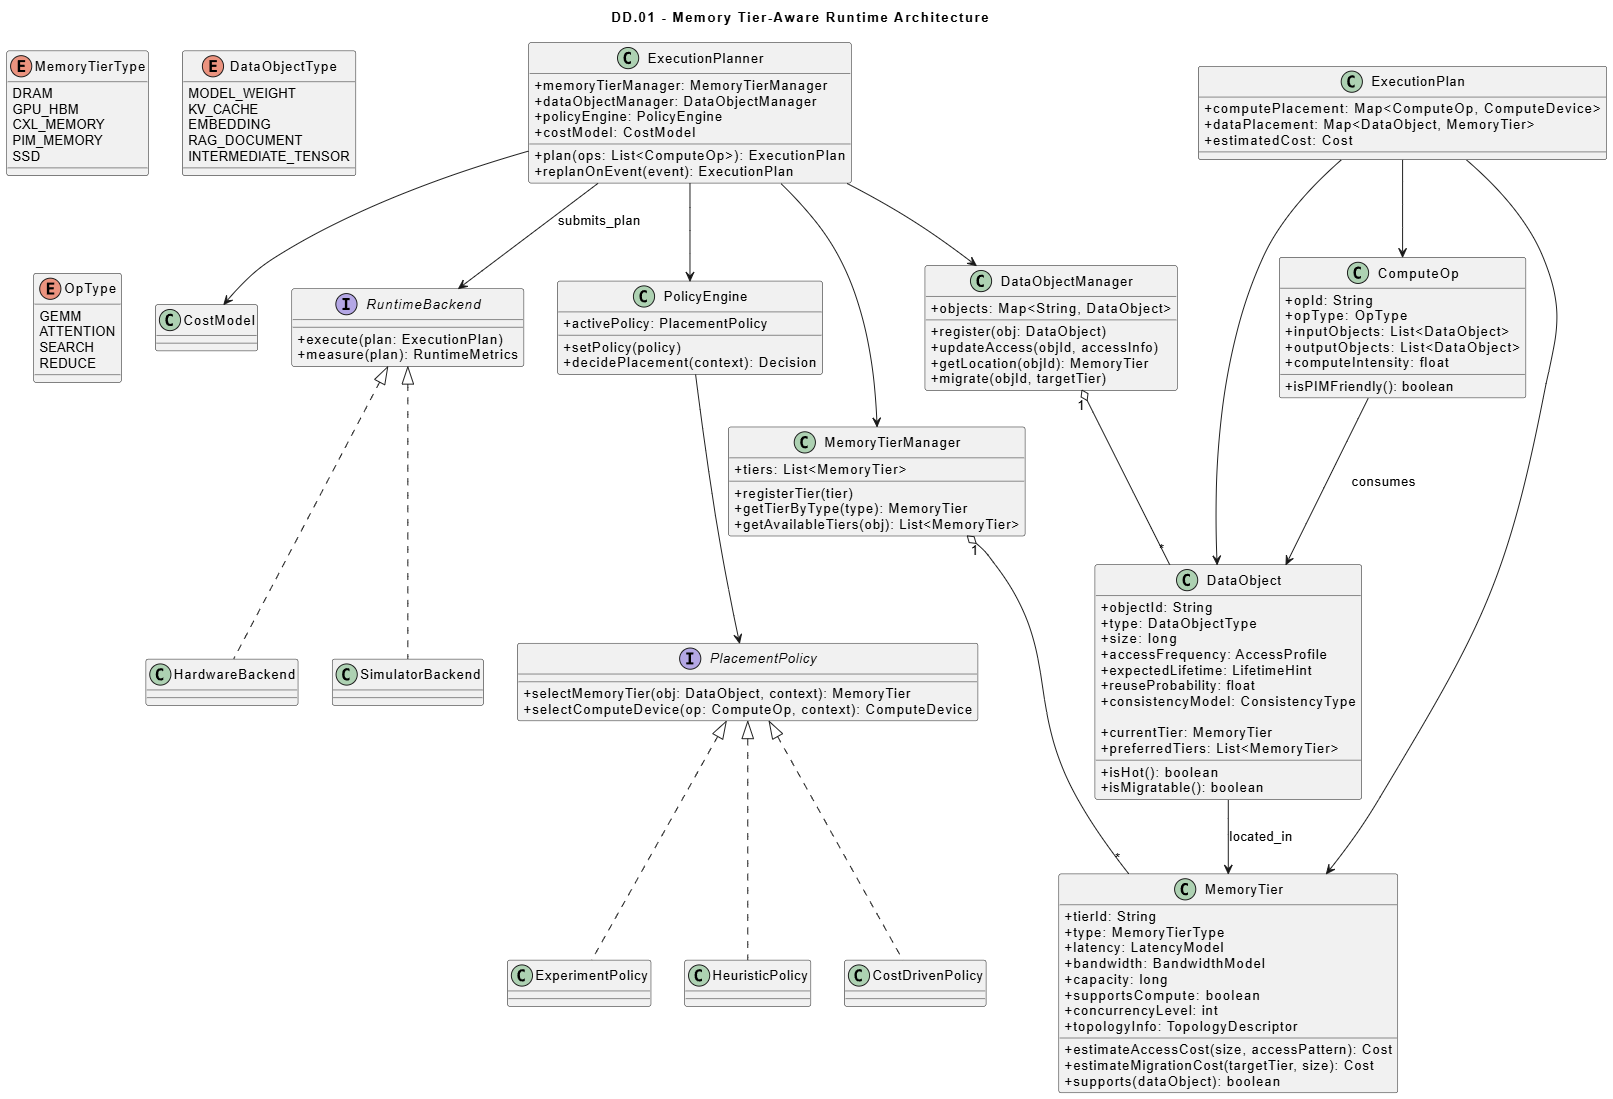 DD.01 - Memory Tier-Aware Runtime Architecture
E MemoryTierType
DRAM
GPU_HBM
CXL_MEMORY
PIM_MEMORY
SSD
E DataObjectType
MODEL_WEIGHT
KV_CACHE
EMBEDDING
RAG_DOCUMENT
INTERMEDIATE_TENSOR
C ExecutionPlanner
+memoryTierManager: MemoryTierManager
+dataObjectManager: DataObjectManager
+policyEngine: PolicyEngine
+costModel: CostModel
+plan(ops: List<ComputeOp>): ExecutionPlan
+replanOnEvent(event): ExecutionPlan
C ExecutionPlan
+computePlacement: Map<ComputeOp, ComputeDevice>
+dataPlacement: Map<DataObject, MemoryTier>
+estimatedCost: Cost
submits_plan
E OpType
GEMM
ATTENTION
SEARCH
REDUCE
C CostModel
I RuntimeBackend
+execute(plan: ExecutionPlan)
+measure(plan): RuntimeMetrics
C PolicyEngine
+activePolicy: PlacementPolicy
+setPolicy(policy)
+decidePlacement(context): Decision
C DataObjectManager
+objects: Map<String, DataObject>
+register(obj: DataObject)
+updateAccess(objId, accessInfo)
+getLocation(objId): MemoryTier
+migrate(objId, targetTier)
1
C ComputeOp
+opId: String
+opType: OpType
+inputObjects: List<DataObject>
+outputObjects: List<DataObject>
+computeIntensity: float
+isPIMFriendly(): boolean
C MemoryTierManager
+tiers: List<MemoryTier>
+registerTier(tier)
+getTierByType(type): MemoryTier
+getAvailableTiers(obj): List<MemoryTier>
1
consumes
*
C HardwareBackend
C SimulatorBackend
I PlacementPolicy
+selectMemoryTier(obj: DataObject, context): MemoryTier
+selectComputeDevice(op: ComputeOp, context): ComputeDevice
C DataObject
+objectId: String
+type: DataObjectType
+size: long
+accessFrequency: AccessProfile
+expectedLifetime: LifetimeHint
+reuseProbability: float
+consistencyModel: ConsistencyType
+currentTier: MemoryTier
+preferredTiers: List<MemoryTier>
+isHot(): boolean
+isMigratable(): boolean
located_in
*
C ExperimentPolicy
C HeuristicPolicy
C CostDrivenPolicy
C MemoryTier
+tierId: String
+type: MemoryTierType
+latency: LatencyModel
+bandwidth: BandwidthModel
+capacity: long
+supportsCompute: boolean
+concurrencyLevel: int
+topologyInfo: TopologyDescriptor
+estimateAccessCost(size, accessPattern): Cost
+estimateMigrationCost(targetTier, size): Cost
+supports(dataObject): boolean